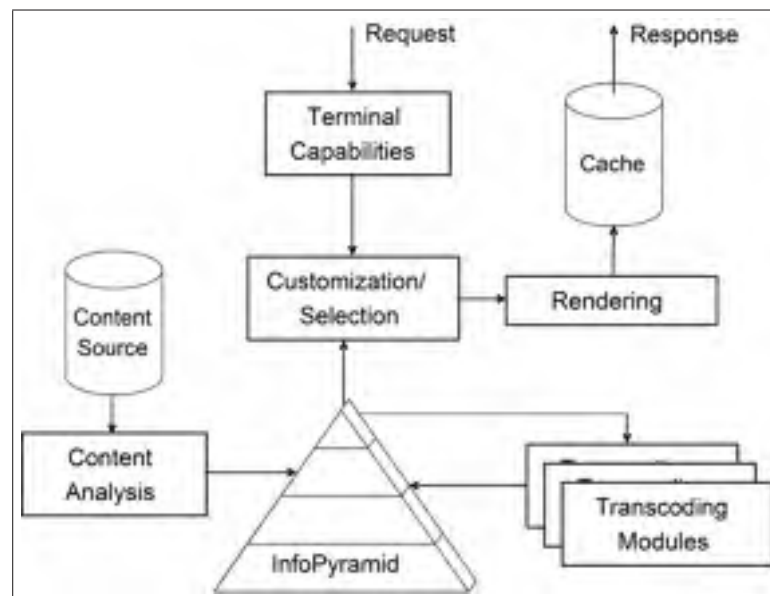 Request
Response
Terminal
Capabilities
Cache
Customization/
Selection
Rendering
Content
Source
Content
Analysis
InfoPyramid
Transcoding
Modules